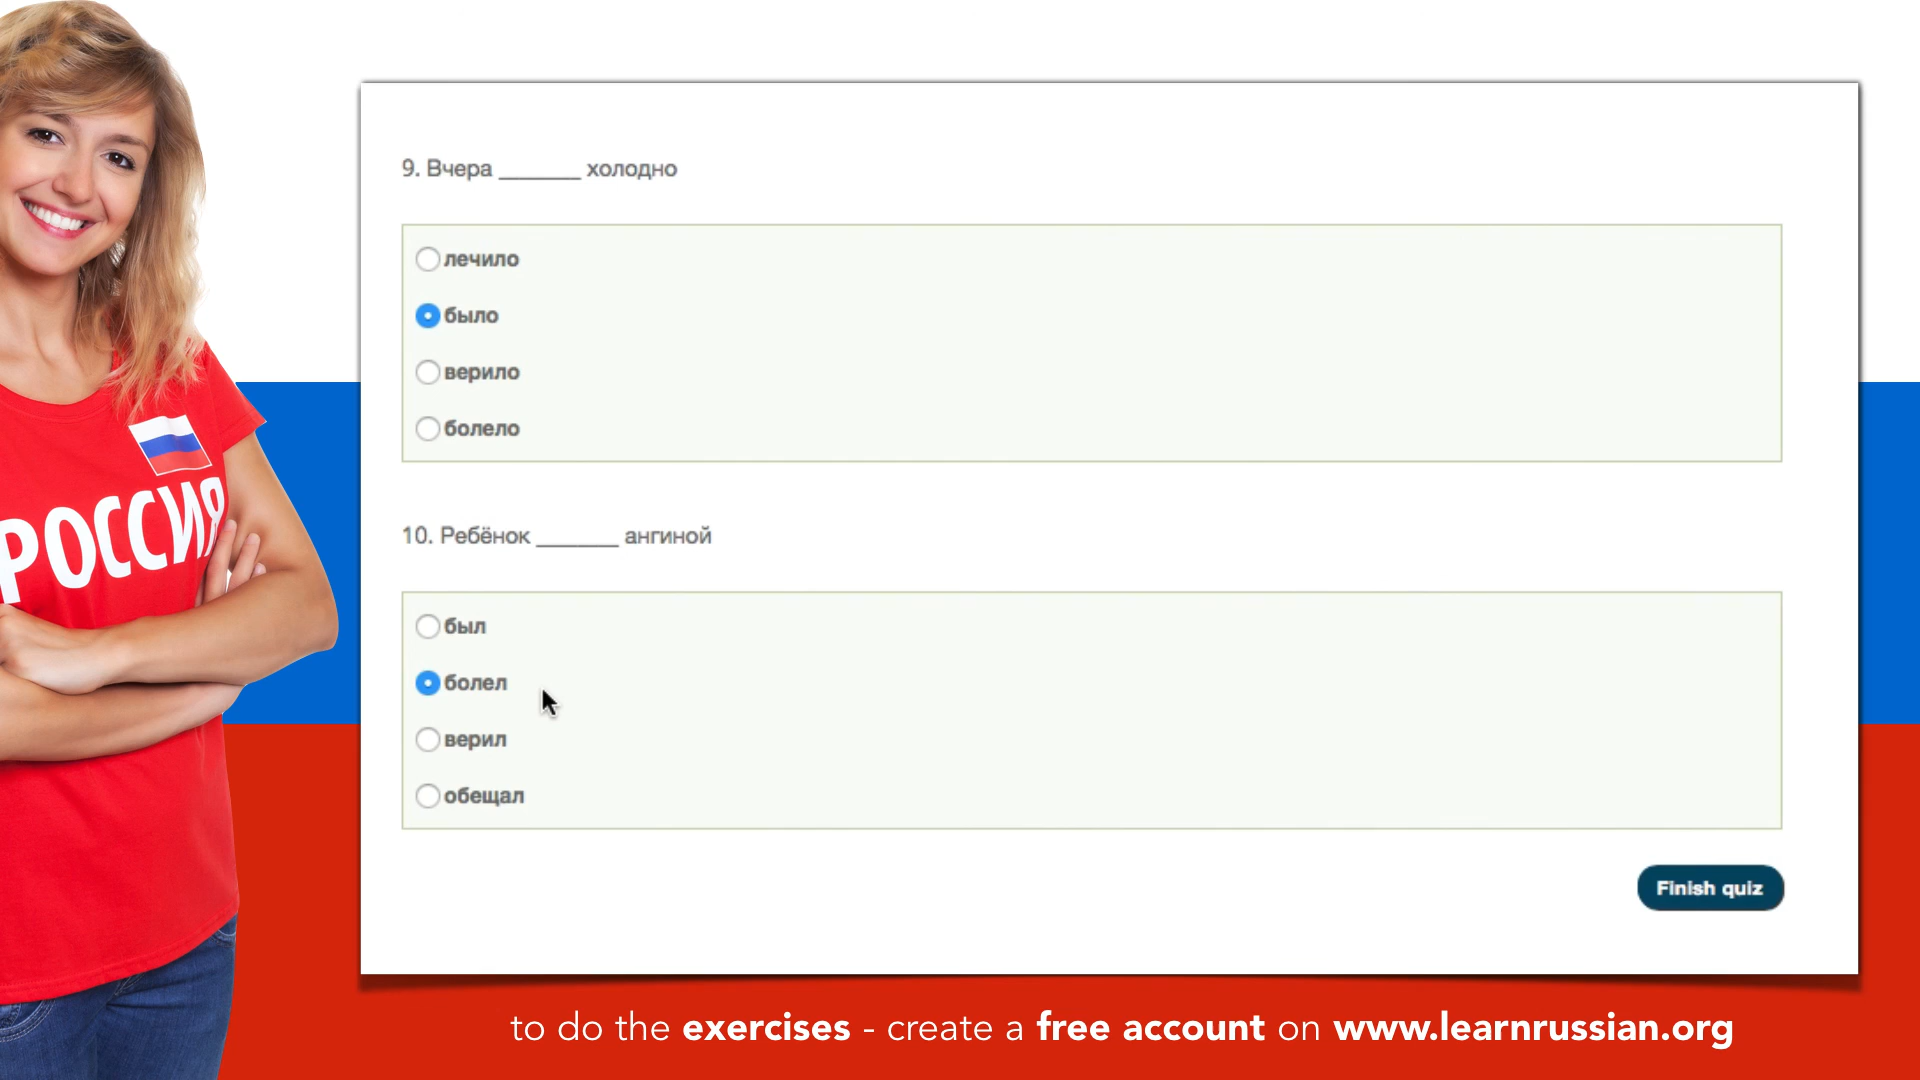 9. Вчера _______ холодно
лечило
было
верило
болело
РОССИЯ
10. Ребёнок _______ ангиной
был
болел
верил
обещал
Finish quiz
to do the exercises - create a free account on www.learnrussian.org